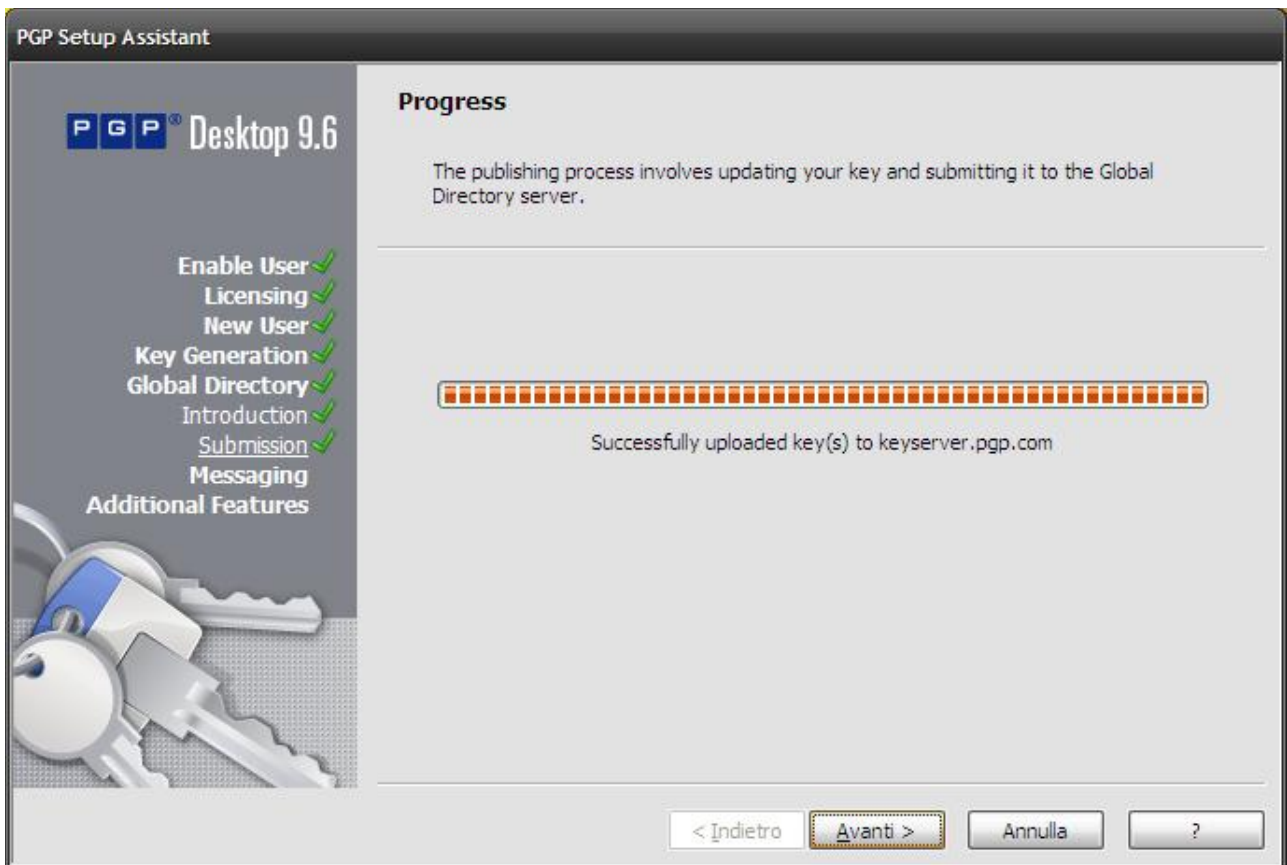 PGP Setup Assistant
PGP® Desktop 9.6
Enable User
Licensing
New User
Key Generation
Global Directory
Introduction
Submission
Messaging
Additional Features
Progress
The publishing process involves updating your key and submitting it to the Global
Directory server.
Successfully uploaded key(s) to keyserver.pgp.com
< Indietro
Avanti >
Annulla
?